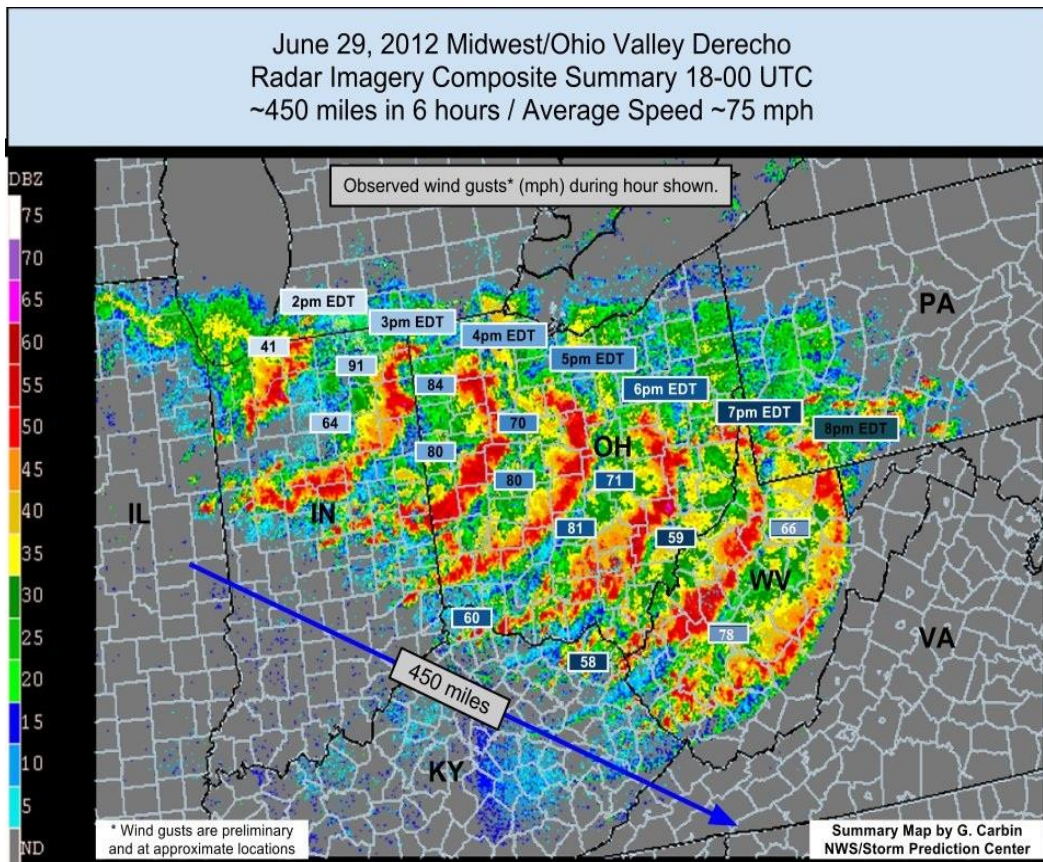 June 29, 2012 Midwest/Ohio Valley Derecho
Radar Imagery Composite Summary 18-00 UTC
~450 miles in 6 hours / Average Speed ~75 mph
Observed wind gusts* (mph) during hour shown.
DBZ
75
70
65
60
55
50
45
40
35
30
25
20
15
10
5
ND
2pm EDT
3pm EDT
4pm EDT
5pm EDT
6pm EDT
7pm EDT
8pm EDT
PA
41
91
84
64
70
80
OH
80
71
IL
IN
81
59
66
WV
60
78
58
VA
450 miles
KY
* Wind gusts are preliminary
and at approximate locations
Summary Map by G. Carbin
NWS/Storm Prediction Center